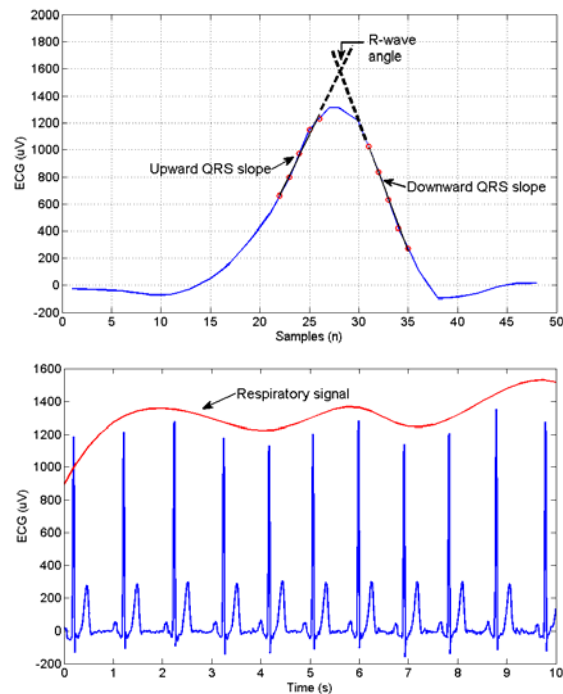 2000
1800
1600
1400
1200
1000
800
600
400
200
0
-200
ECG (uV)
R-wave
angle
Upward QRS slope
Downward QRS slope
0 5 10 15 20 25 30 35 40 45 50
Samples (n)
1600
1400
1200
1000
800
600
400
200
0
-200
ECG (uV)
Respiratory signal
0 1 2 3 4 5 6 7 8 9 10
Time (s)